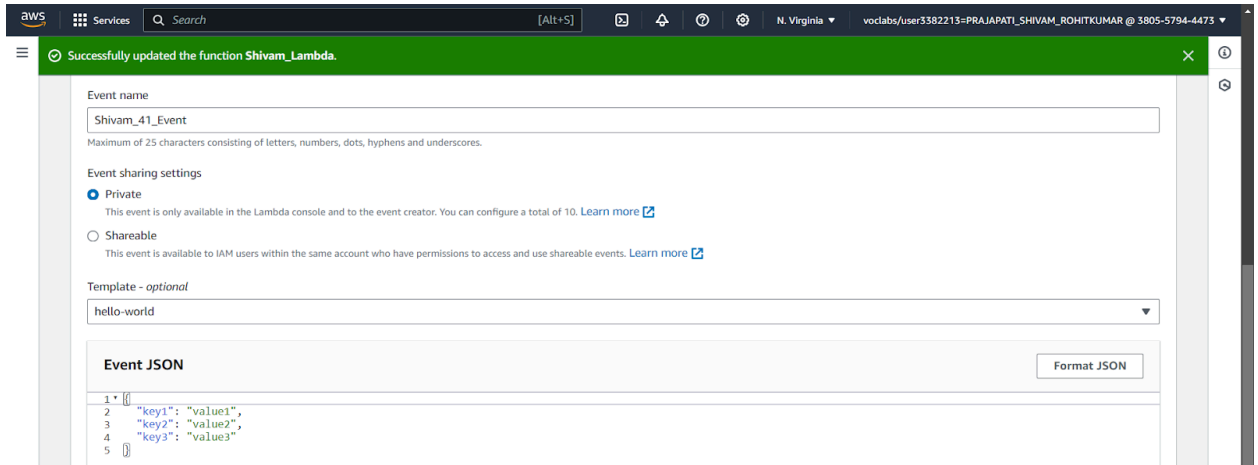 aws Services Search [Alt+S] N. Virginia ▼ voclabs/user3382213=PRAJAPATI_SHIVAM_ROHITKUMAR @ 3805-5794-4473 ▼
Successfully updated the function Shivam_Lambda.
Event name
Shivam_41_Event
Maximum of 25 characters consisting of letters, numbers, dots, hyphens and underscores.
Event sharing settings
Private
This event is only available in the Lambda console and to the event creator. You can configure a total of 10. Learn more
Shareable
This event is available to IAM users within the same account who have permissions to access and use shareable events. Learn more
Template - optional
hello-world
Event JSON Format JSON
1 {
2 "key1": "value1",
3 "key2": "value2",
4 "key3": "value3"
5 }